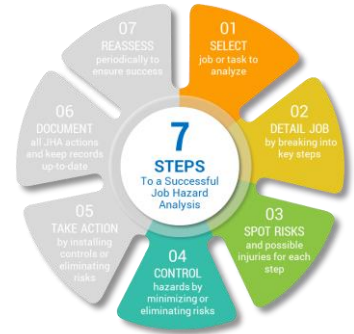 7
STEPS
To a Successful
Job Hazard
Analysis
01
SELECT
job or task to
analyze
02
DETAIL JOB
by breaking into
key steps
03
SPOT RISKS
and possible
injuries for each
step
04
CONTROL
hazards by
minimizing or
eliminating risks
05
TAKE ACTION
by installing
controls or
eliminating
risks
06
DOCUMENT
all JHA actions
and keep records
up-to-date
07
REASSESS
periodically to
ensure success